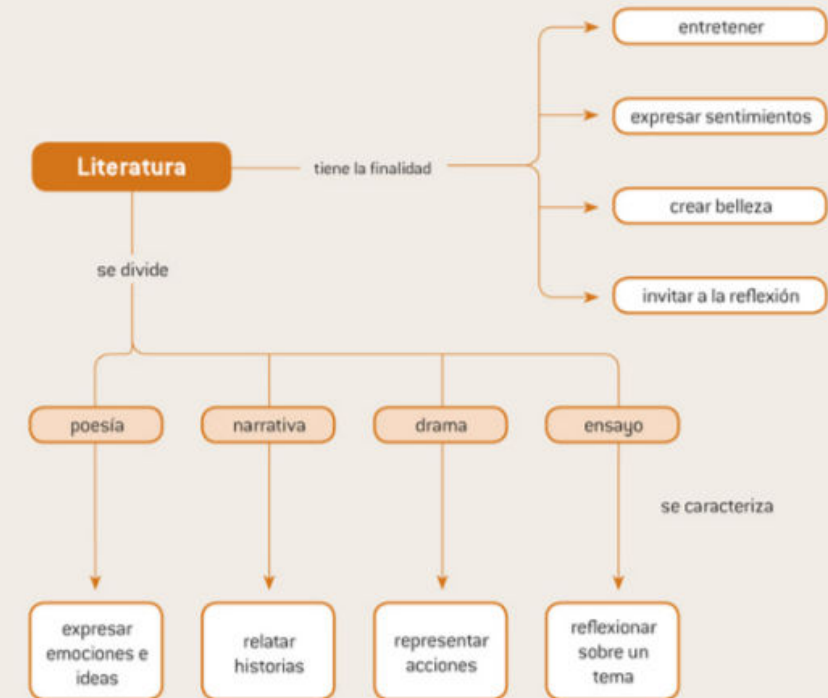 entretener
expresar sentimientos
Literatura
tiene la finalidad
crear belleza
se divide
invitar a la reflexión
poesía
narrativa
drama
ensayo
se caracteriza
expresar
emociones e
ideas
relatar
historias
representar
acciones
reflexionar
sobre un
tema